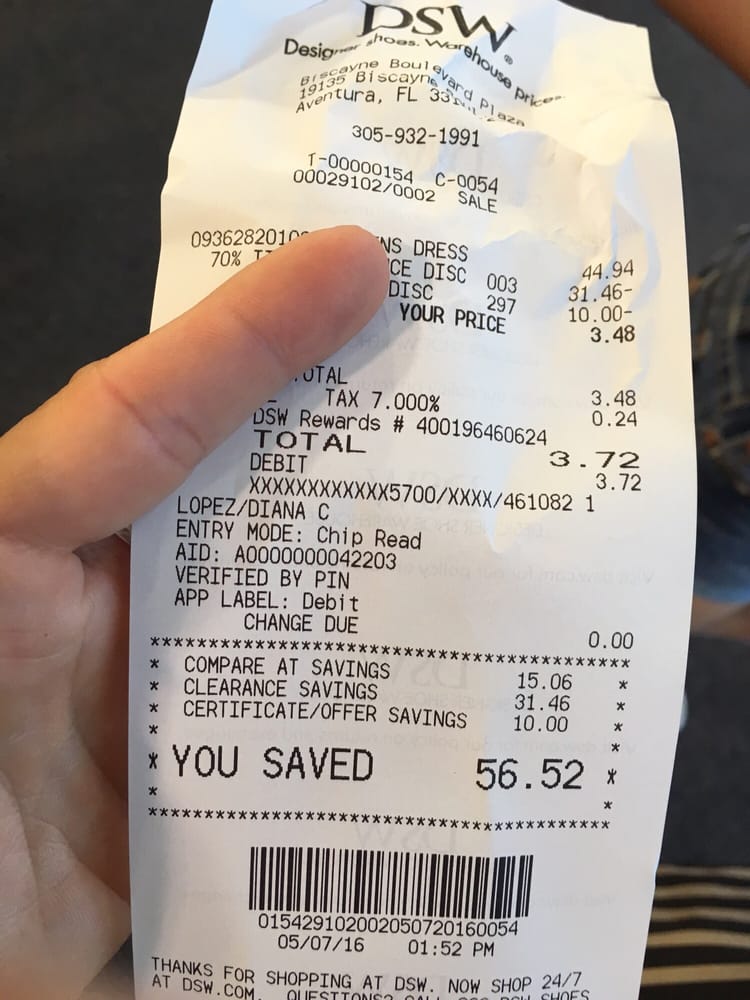 DSW
Designer shoes. Warehouse prices
Biscayne Boulevard Plaza
19135 Biscayne
Aventura, FL
305-932-1991
T-00000154 C-0054
00029102/0002 SALE
DRESS
44.94
70% DISC 003 31.46-
DISC 297 10.00-
YOUR PRICE 3.48
3.48
TAX 7.000% 0.24
DSW Rewards # 400196460624
TOTAL 3.72
DEBIT 3.72
XXXXXXXXXXXX5700/XXXX/461082 1
LOPEZ/DIANA C
ENTRY MODE: Chip Read
AID: A0000000042203
VERIFIED BY PIN
APP LABEL: Debit
CHANGE DUE 0.00
******************************************
* COMPARE AT SAVINGS 15.06 *
* CLEARANCE SAVINGS 31.46 *
* CERTIFICATE/OFFER SAVINGS 10.00 *
* *
* YOU SAVED 56.52 *
* *
******************************************
015429102002050720160054
05/07/16 01:52 PM
THANKS FOR SHOPPING AT DSW. NOW SHOP 24/7
AT DSW.COM. QUESTIONS? CALL SHOES